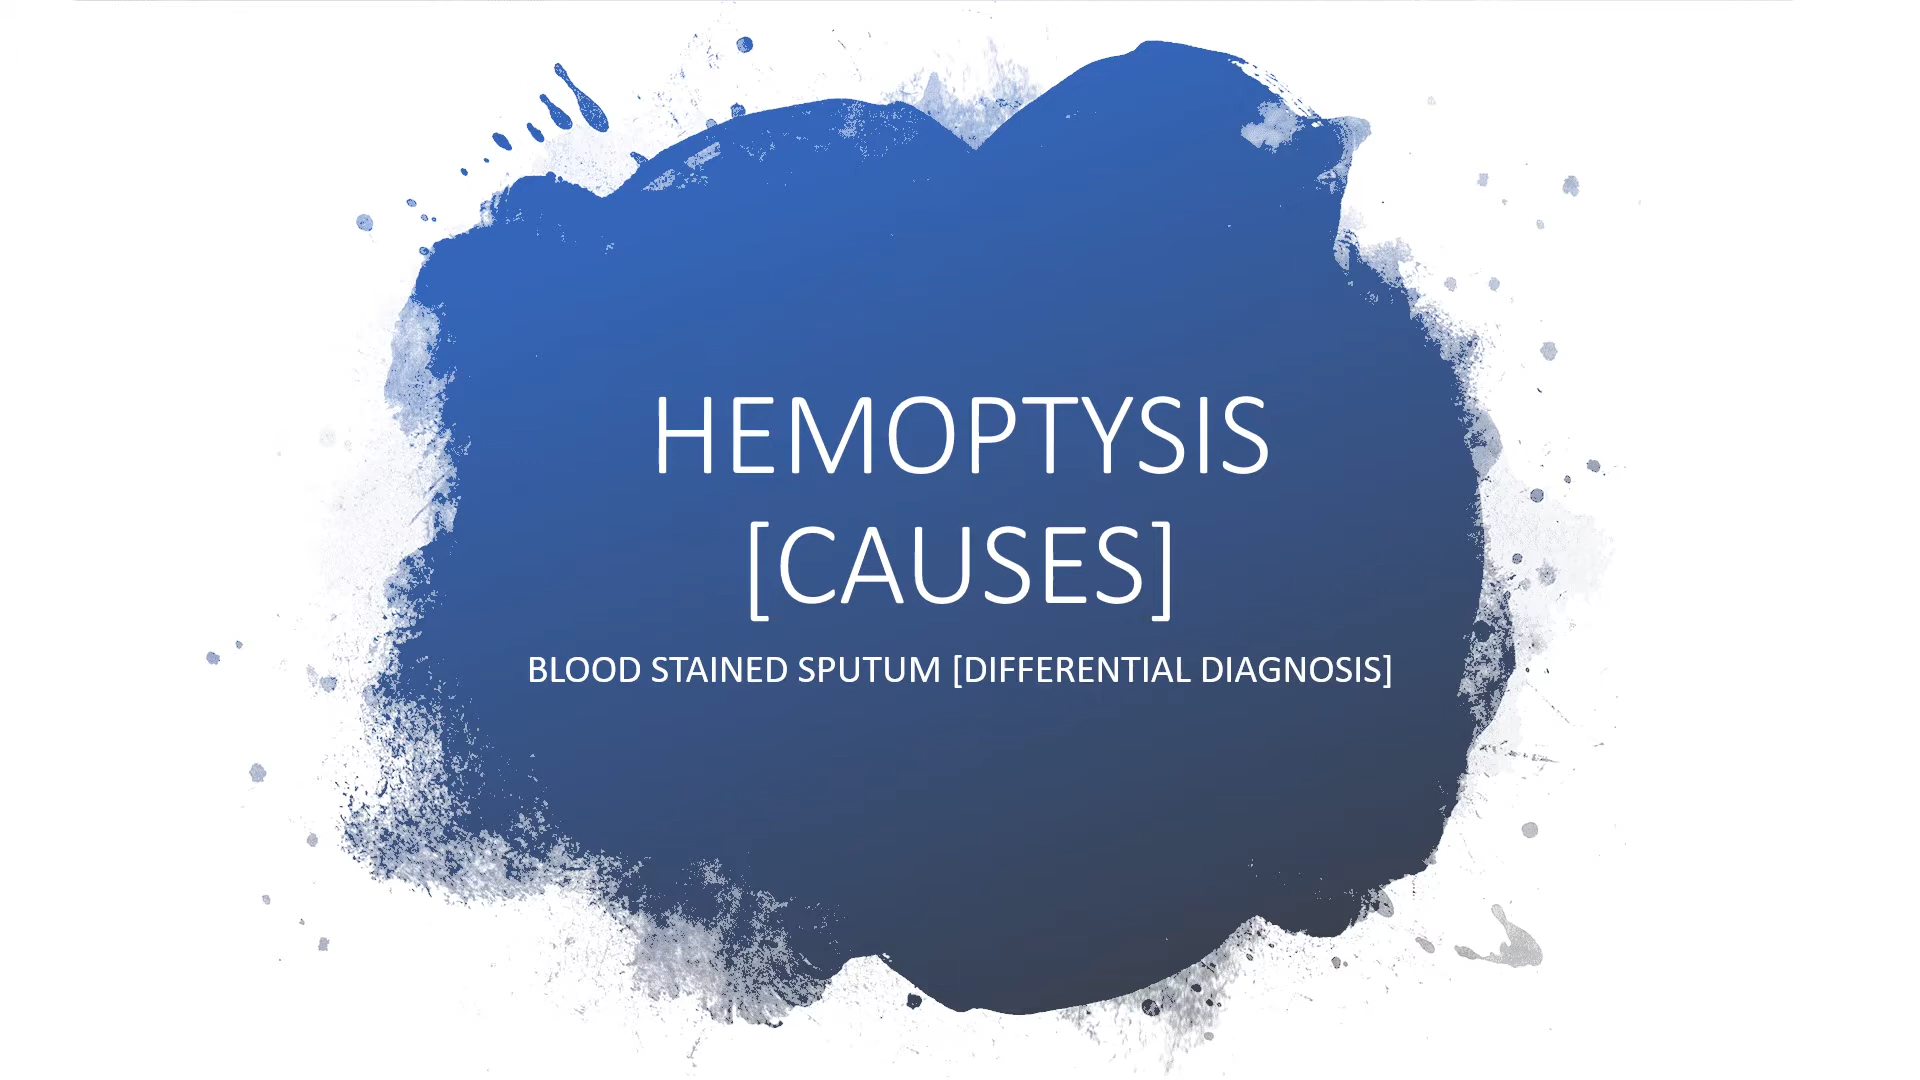 HEMOPTYSIS
[CAUSES]
BLOOD STAINED SPUTUM [DIFFERENTIAL DIAGNOSIS]